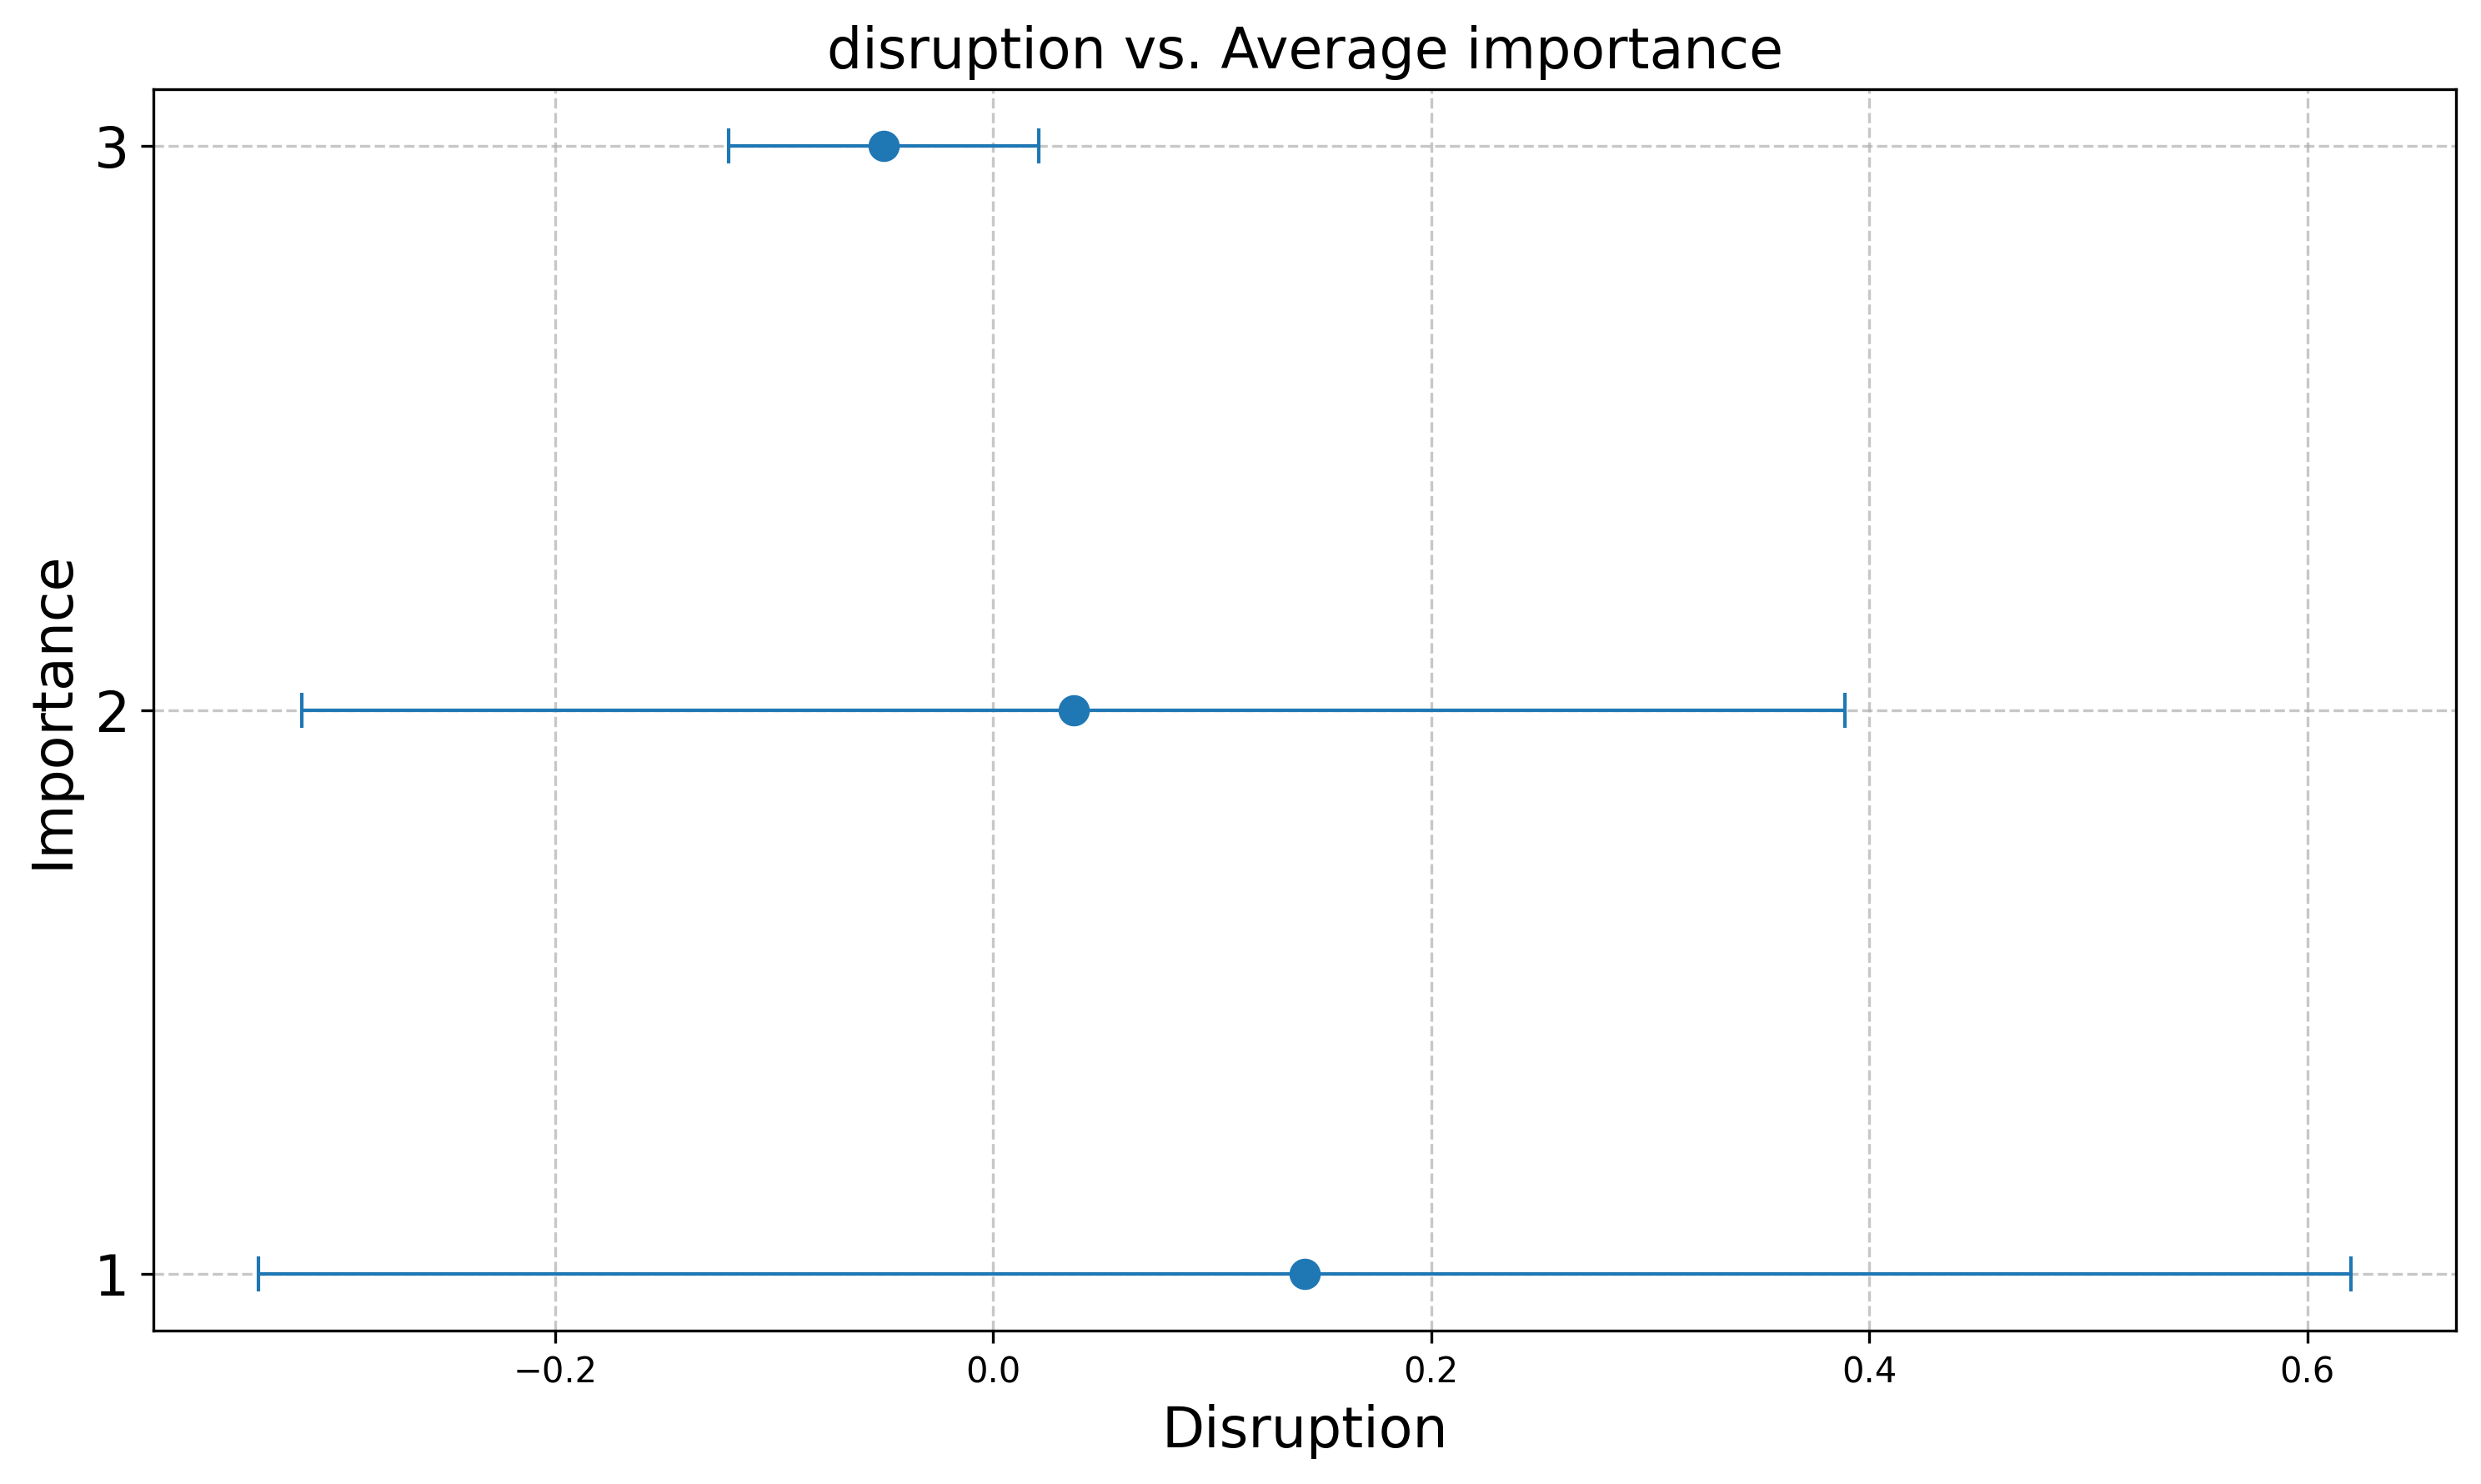 disruption vs. Average importance
3
2
1
Importance
−0.2 0.0 0.2 0.4 0.6
Disruption